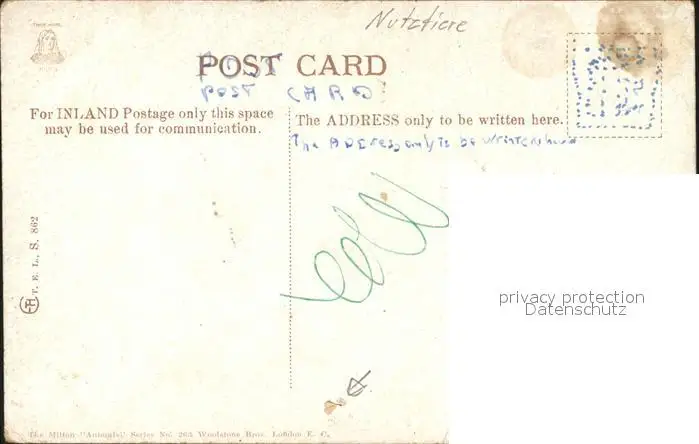 Nutztiere
POST CARD
POST CARD
For INLAND Postage only this space
may be used for communication.
The ADDRESS only to be written here.
The ADDress only to be written
T. E. L., S. 862
privacy protection
Datenschutz
The Milton "Animals" Series No. 263 Woolstone Bros. London E. C.